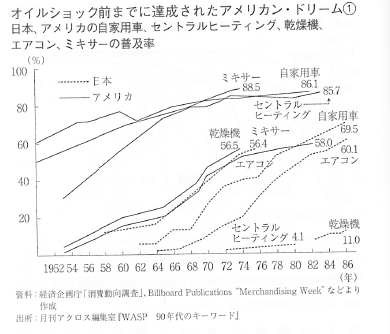 オイルショック前までに達成されたアメリカン・ドリーム①
日本、アメリカの自家用車、セントラルヒーティング、乾燥機、
エアコン、ミキサーの普及率
(%)
100
80
60
40
20
日本
アメリカ
ミキサー
88.5
自家用車
86.1
85.7
セントラル
ヒーティング
自家用車
69.5
60.1
エアコン
乾燥機
56.5
ミキサー
56.4
58.0
エアコン
セントラル
ヒーティング 4.1
乾燥機
11.0
1952 54 56 58 60 62 64 66 68 70 72 74 76 78 80 82 84 86
(年)
資料：経済企画庁「消費動向調査」、Billboard Publications "Merchandising Week" などより
作成
出所：月刊アクロス編集室『WASP 90年代のキーワード』